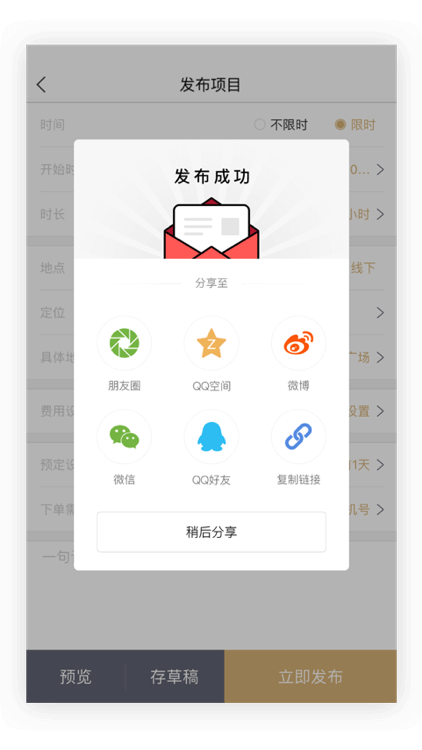 发布项目
时间 不限时 限时
开始时 0...
时长 小时
地点 线下
定位
具体地 广场
费用设 设置
预定设 1天
下单需 机号
一句
发布成功
分享至
朋友圈 QQ空间 微博
微信 QQ好友 复制链接
稍后分享
预览 存草稿 立即发布